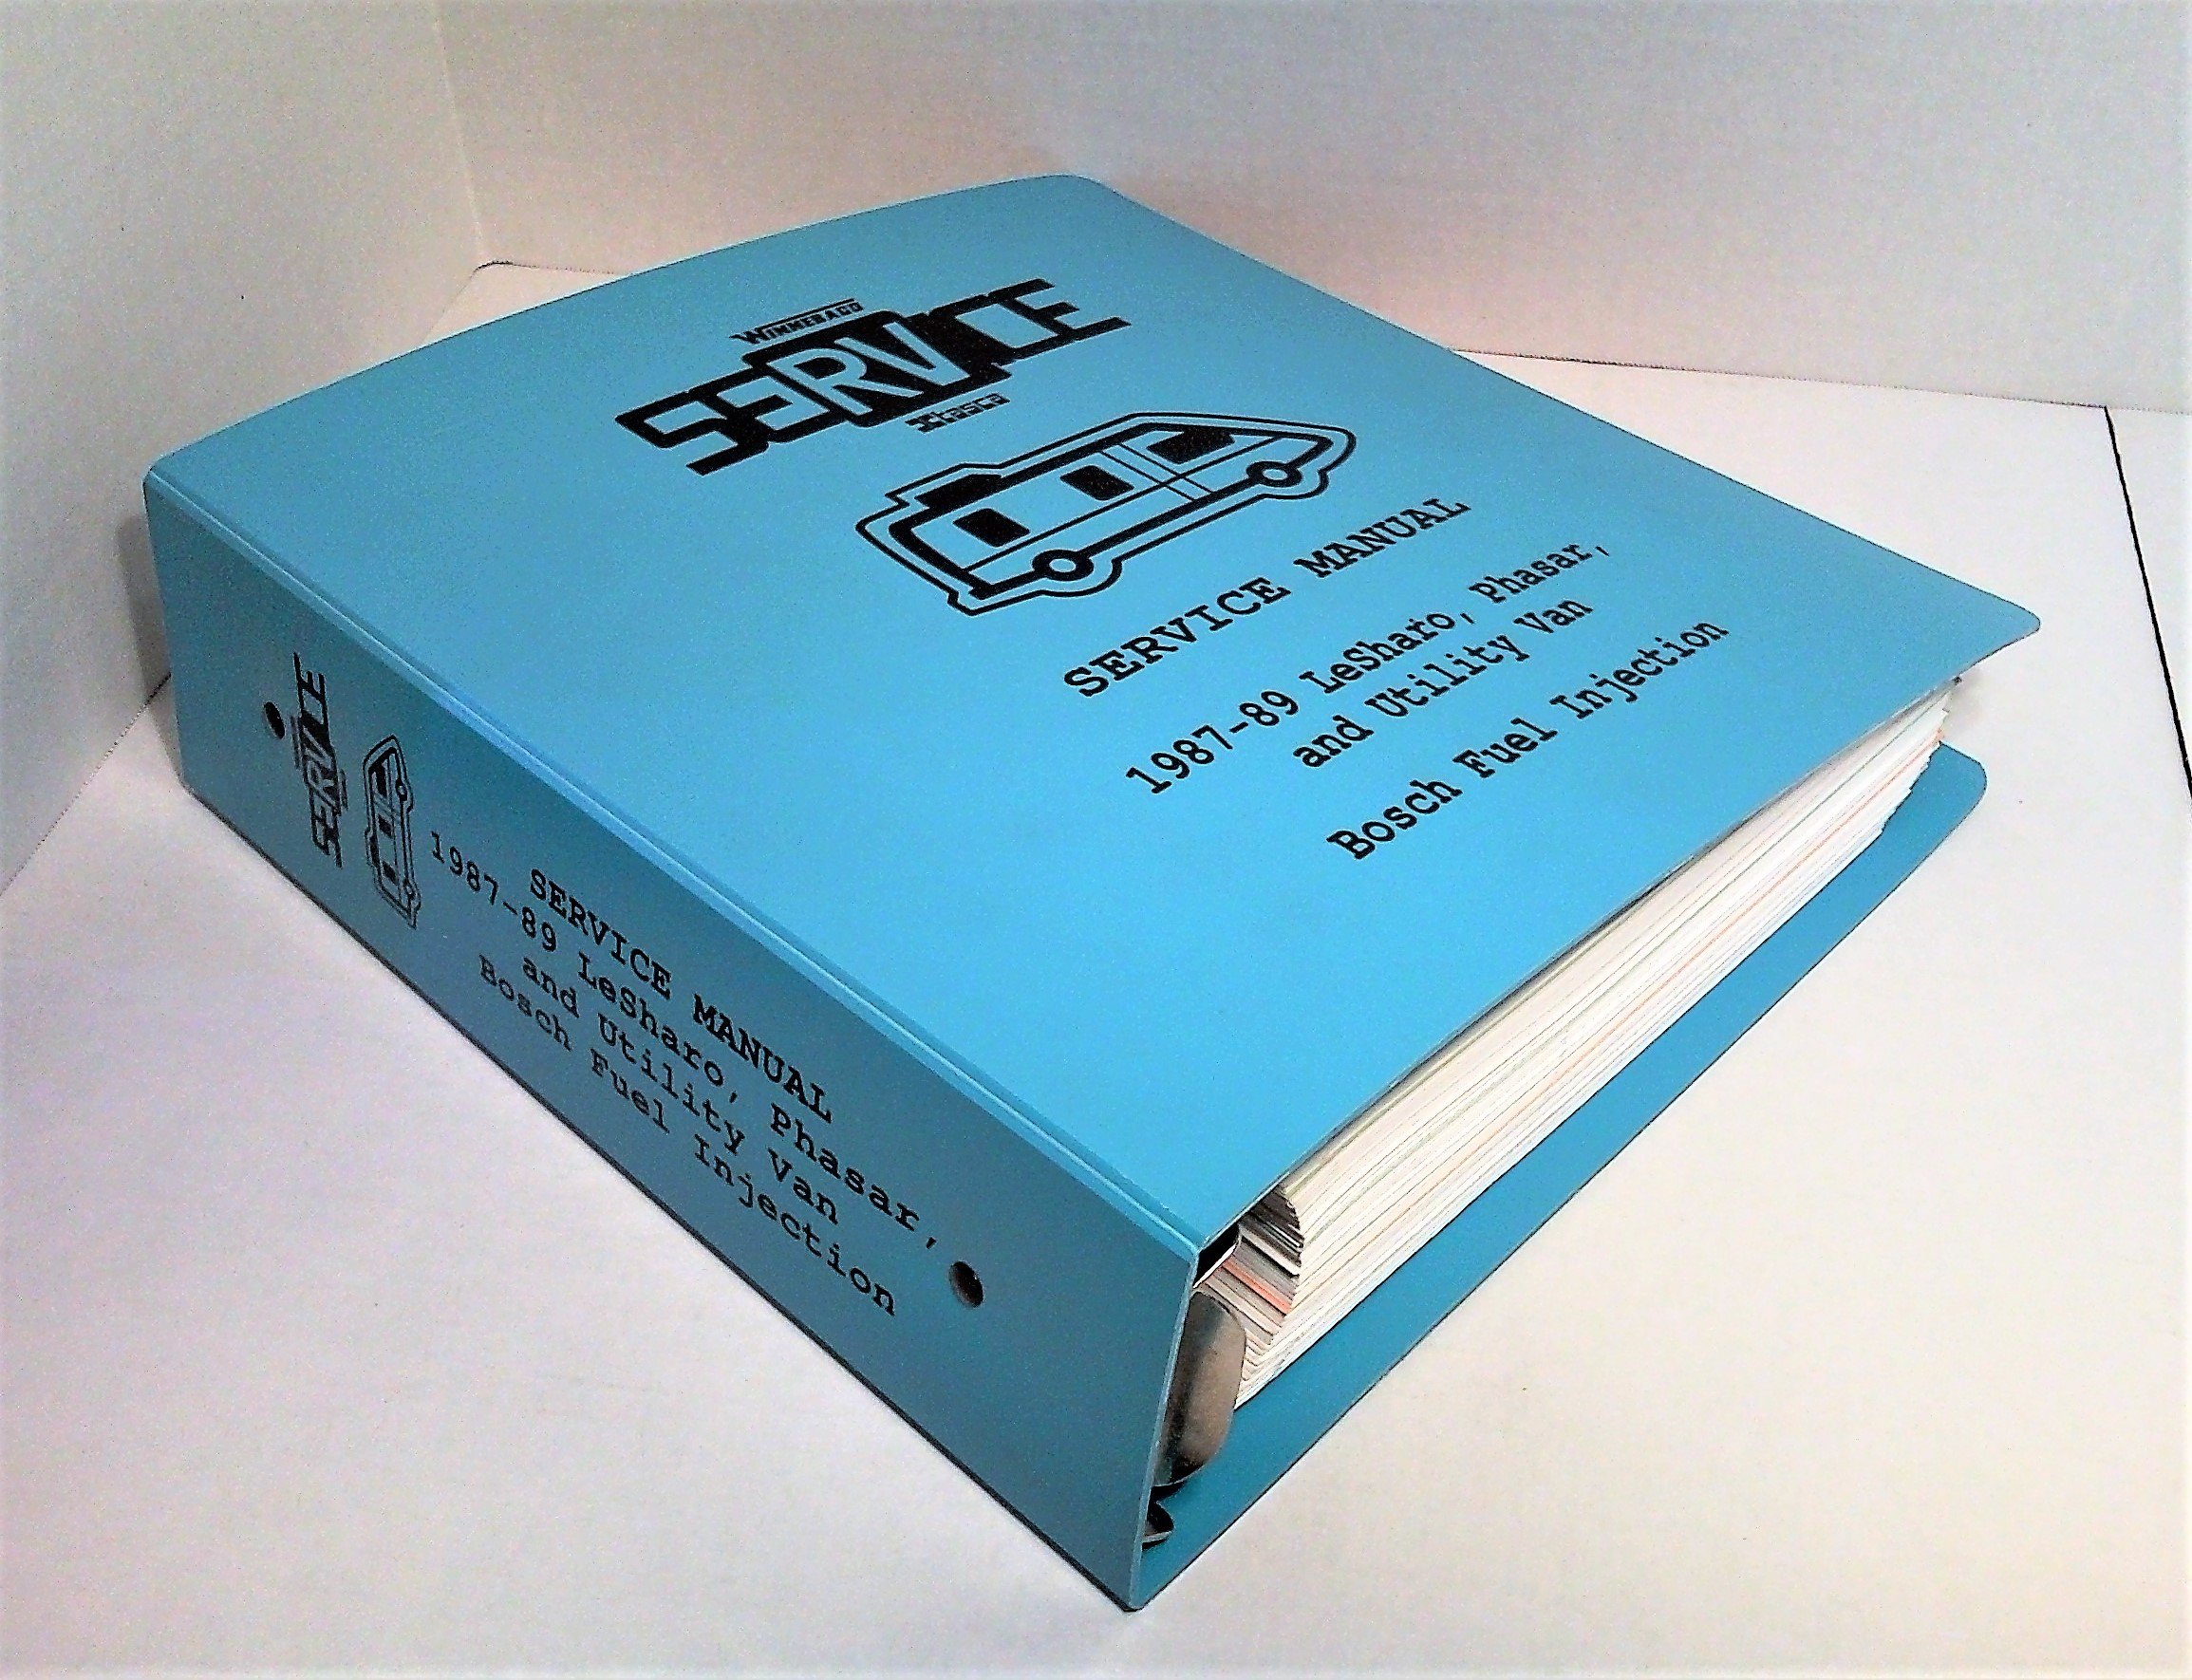 WINNEBAGO
SERVICE
Itasca
SERVICE MANUAL
1987-89 LeSharo, Phasar,
and Utility Van
Bosch Fuel Injection
SERVICE
SERVICE MANUAL
1987-89 LeSharo, Phasar,
and Utility Van
Bosch Fuel Injection